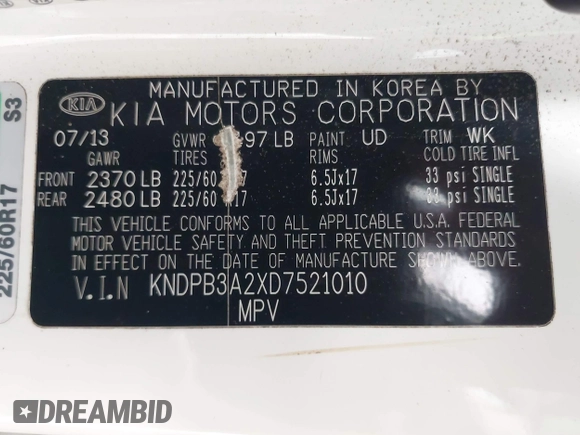 MANUFACTURED IN KOREA BY
KIA KIA MOTORS CORPORATION
07/13 GVWR 97 LB PAINT UD TRIM WK
GAWR TIRES RIMS COLD TIRE INFL
FRONT 2370 LB 225/60 17 6.5Jx17 33 psi SINGLE
REAR 2480 LB 225/60 17 6.5Jx17 33 psi SINGLE
THIS VEHICLE CONFORMS TO ALL APPLICABLE U.S.A. FEDERAL
MOTOR VEHICLE SAFETY AND THEFT PREVENTION STANDARDS
IN EFFECT ON THE DATE OF MANUFACTURE SHOWN ABOVE.
V.I.N KNDPB3A2XD7521010
MPV
225/60R17 S3
DREAMBID